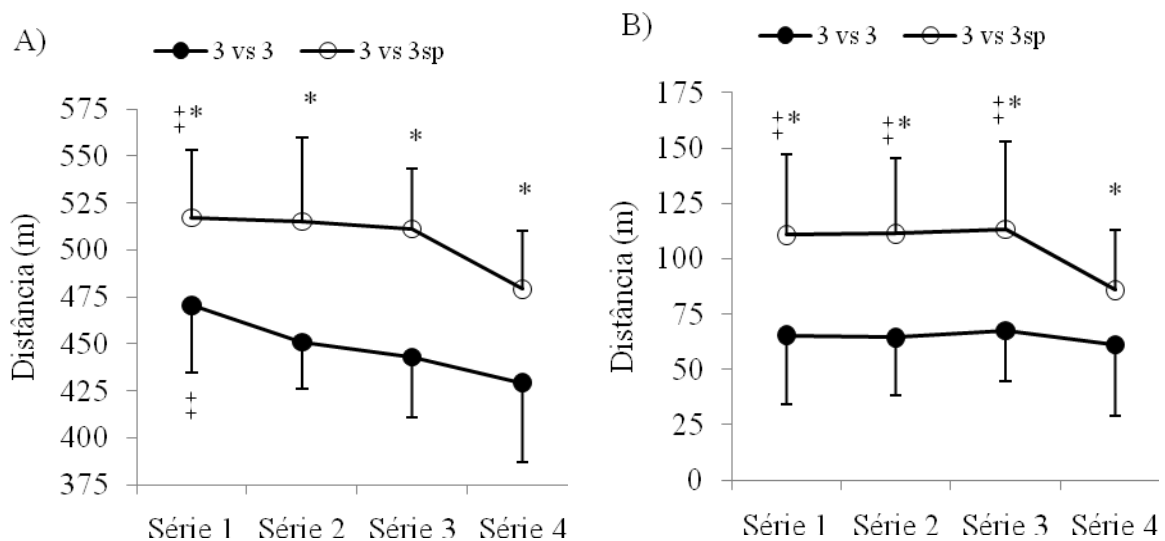 A)
3 vs 3
3 vs 3sp
Distância (m)
575
550
525
500
475
450
425
400
375
‡*
*
*
*
‡
Série 1
Série 2
Série 3
Série 4
B)
3 vs 3
3 vs 3sp
Distância (m)
175
150
125
100
75
50
25
0
‡*
‡*
‡*
*
Série 1
Série 2
Série 3
Série 4